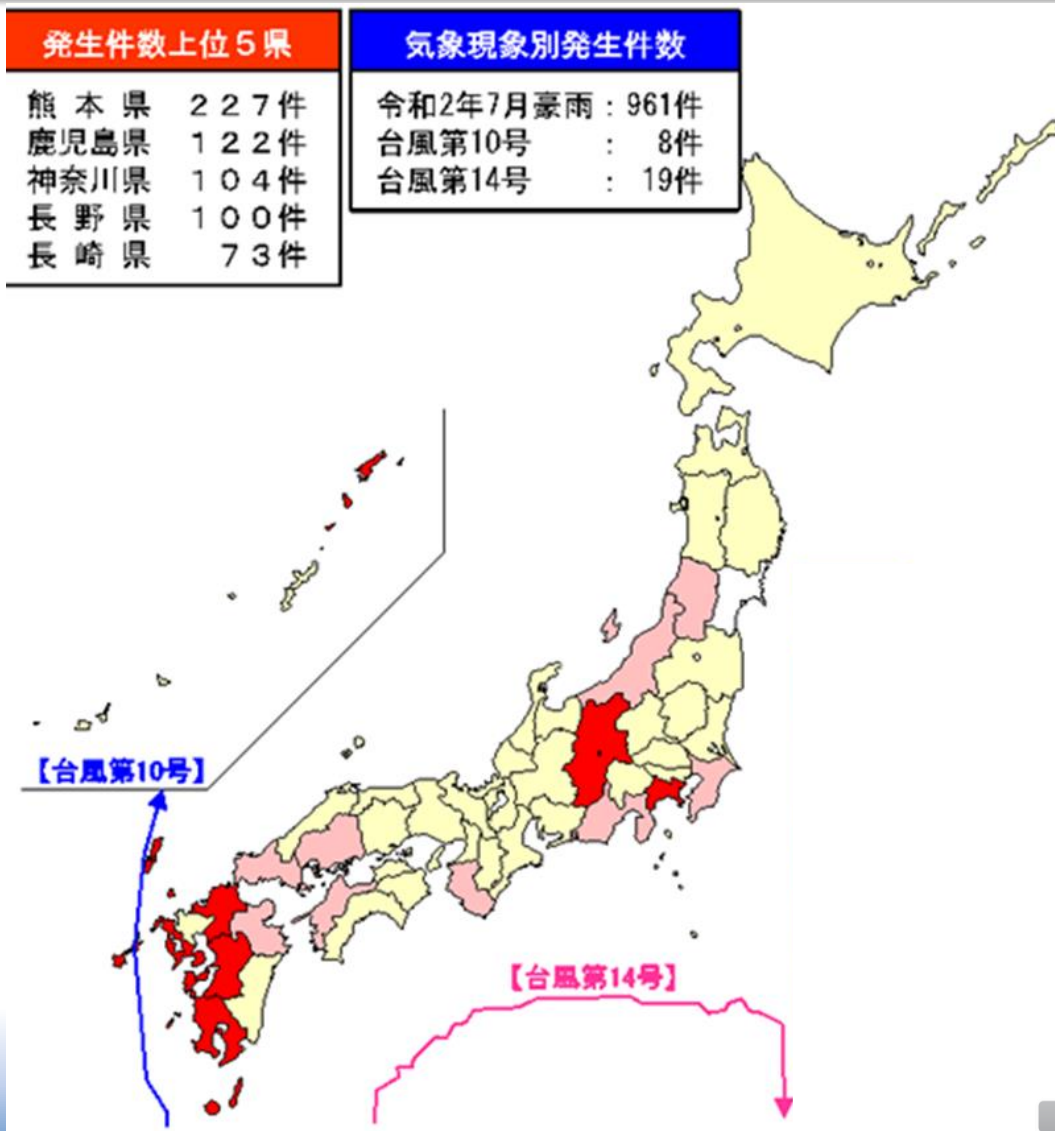 発生件数上位5県
熊本県 227件
鹿児島県 122件
神奈川県 104件
長野県 100件
長崎県 73件
気象現象別発生件数
令和2年7月豪雨:961件
台風第10号 : 8件
台風第14号 : 19件
【台風第10号】
【台風第14号】